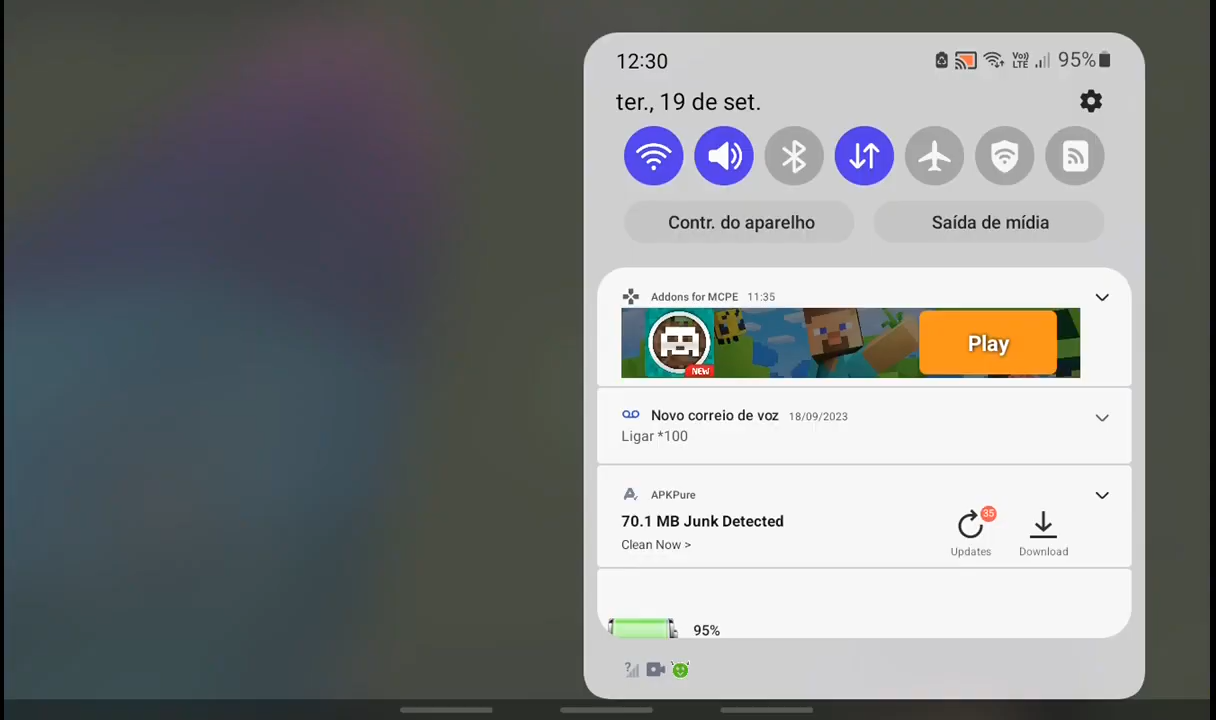 12:30
Vo))
LTE
95%
ter., 19 de set.
Contr. do aparelho
Saída de mídia
Addons for MCPE 11:35
NEW
Play
Novo correio de voz 18/09/2023
Ligar *100
APKPure
70.1 MB Junk Detected
Clean Now >
35
Updates
Download
95%